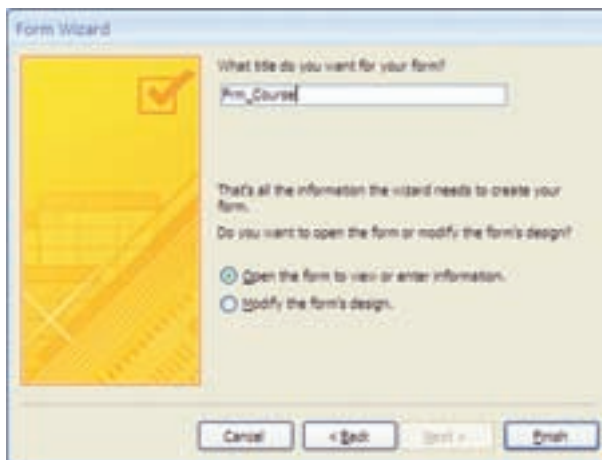 Form Wizard
What title do you want for your form?
Frm_Course
That's all the information the wizard needs to create your
form.
Do you want to open the form or modify the form's design?
Open the form to view or enter information.
Modify the form's design.
Cancel
< Back
Next >
Finish